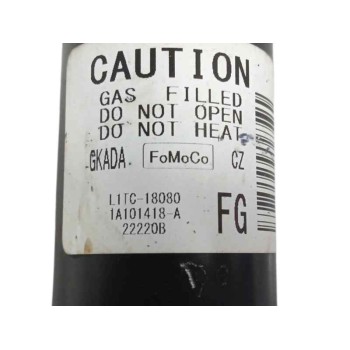 CAUTION
GAS FILLED
DO NOT OPEN
DO NOT HEAT
GKADA FoMoCo CZ
L1TC-18080
1A101418-A FG
22220B